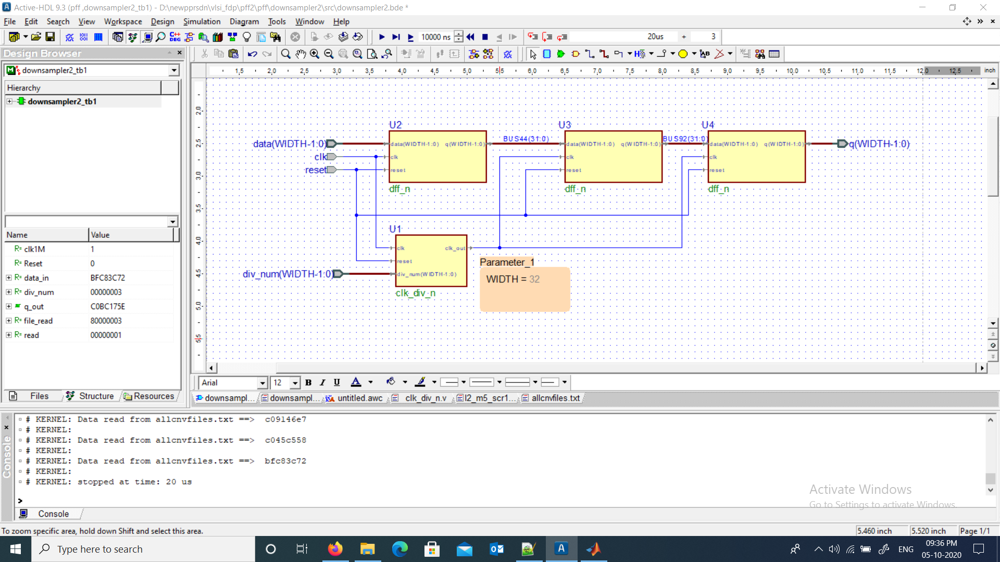 Active-HDL 9.3 (pff ,downsampler2_tb1) - D:\newpprsdn\vlsi_fdp\pff2\pff\downsampler2\src\downsampler2.bde *
File Edit Search View Workspace Design Simulation Diagram Tools Window Help
10000 ns 20us + 3
Design Browser
downsampler2_tb1
Hierarchy
downsampler2_tb1
Name Value
clk1M 1
Reset 0
data_in BFC83C72
div_num 00000003
q_out C0BC175E
file_read 80000003
read 00000001
Files Structure Resources
1,5 2,0 2,5 3,0 3,5 4,0 4,5 5,0 5,5 6,0 6,5 7,0 7,5 8,0 8,5 9,0 9,5 10,0 10,5 11,0 11,5 12,0 12,5 inch
2,0 2,5 3,0 3,5 4,0 4,5 5,0 5,5
U2 U3 U4
data(WIDTH-1:0) data(WIDTH-1:0) q(WIDTH-1:0) BUS44(31:0) data(WIDTH-1:0) q(WIDTH-1:0) BUS92(31:0) data(WIDTH-1:0) q(WIDTH-1:0) q(WIDTH-1:0)
clk clk clk clk
reset reset reset reset
dff_n dff_n dff_n
U1
clk clk_out
reset
div_num(WIDTH-1:0) div_num(WIDTH-1:0)
clk_div_n
Parameter_1
WIDTH = 32
Arial 12 B I U A
downsampl... downsampl... untitled.awc clk_div_n.v l2_m5_scr1... allcnvfiles.txt
# KERNEL: Data read from allcnvfiles.txt ==> c09146e7
# KERNEL:
# KERNEL: Data read from allcnvfiles.txt ==> c045c558
# KERNEL:
# KERNEL: Data read from allcnvfiles.txt ==> bfc83c72
# KERNEL:
# KERNEL: stopped at time: 20 us
>
Console
Console
Activate Windows
Go to Settings to activate Windows.
To zoom specific area, hold down Shift and select this area.
5.460 inch 5.520 inch Page 1/1
Type here to search
ENG
09:36 PM
05-10-2020